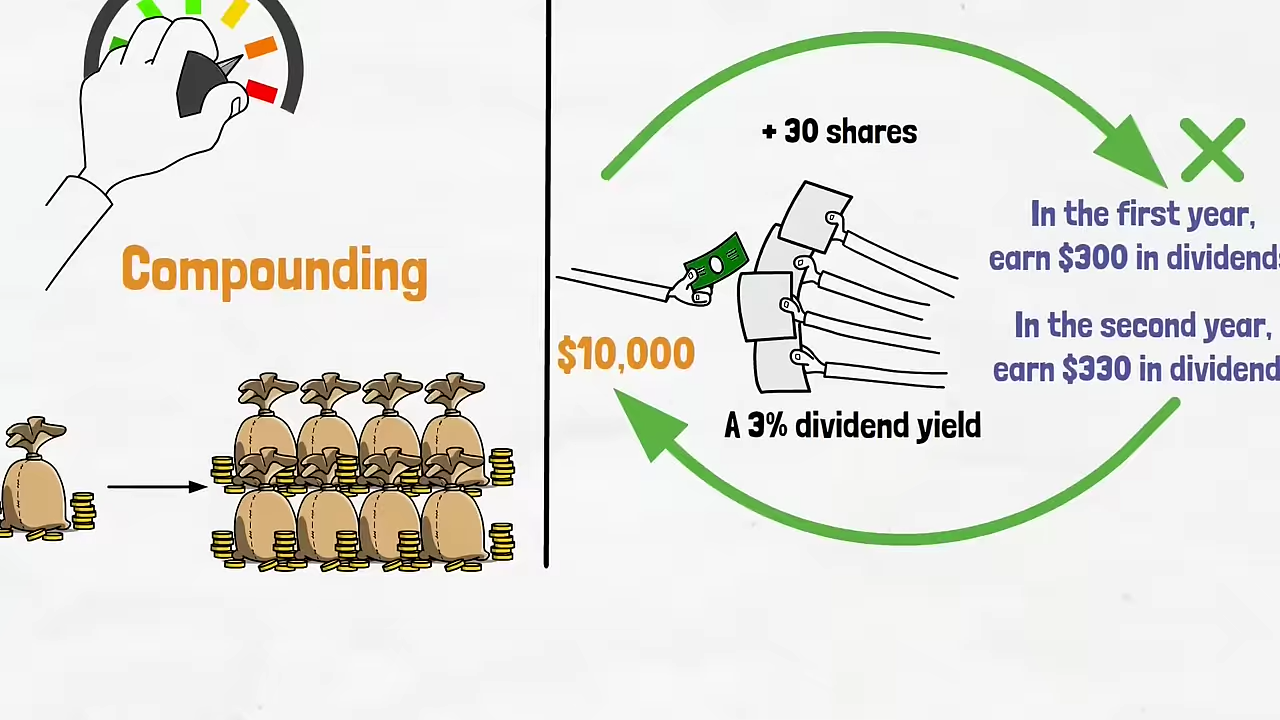 Compounding
+ 30 shares
$10,000
A 3% dividend yield
In the first year,
earn $300 in dividends
In the second year,
earn $330 in dividend